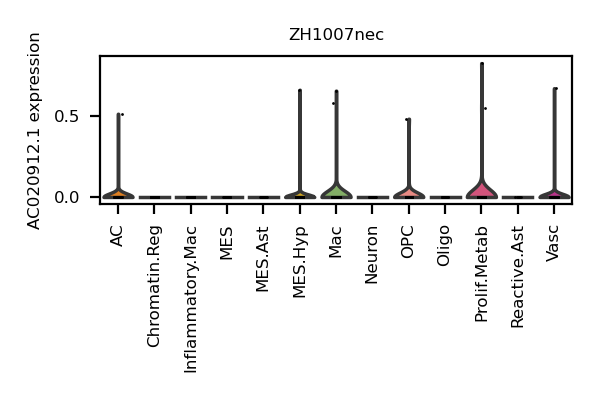 ZH1007nec
AC020912.1 expression
0.5
0.0
AC
Chromatin.Reg
Inflammatory.Mac
MES
MES.Ast
MES.Hyp
Mac
Neuron
OPC
Oligo
Prolif.Metab
Reactive.Ast
Vasc